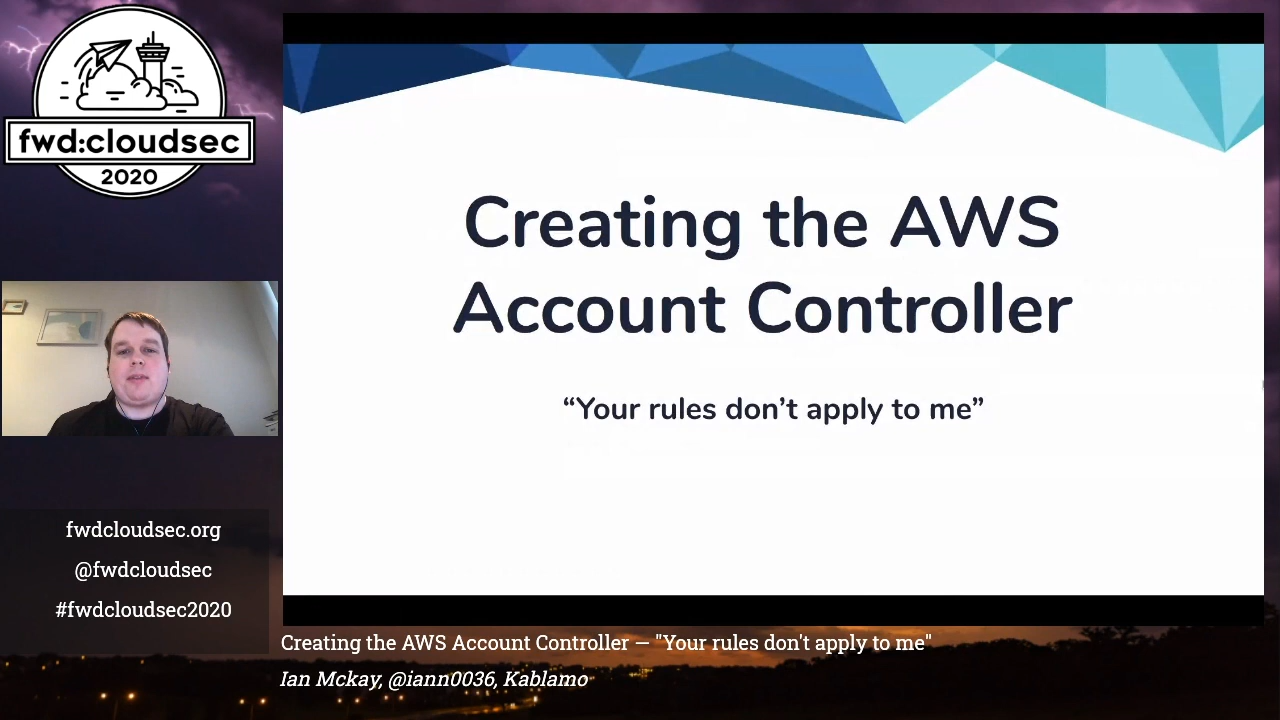 fwd:cloudsec
2020
Creating the AWS
Account Controller
“Your rules don’t apply to me”
fwdcloudsec.org
@fwdcloudsec
#fwdcloudsec2020
Creating the AWS Account Controller — "Your rules don't apply to me"
Ian Mckay, @iann0036, Kablamo